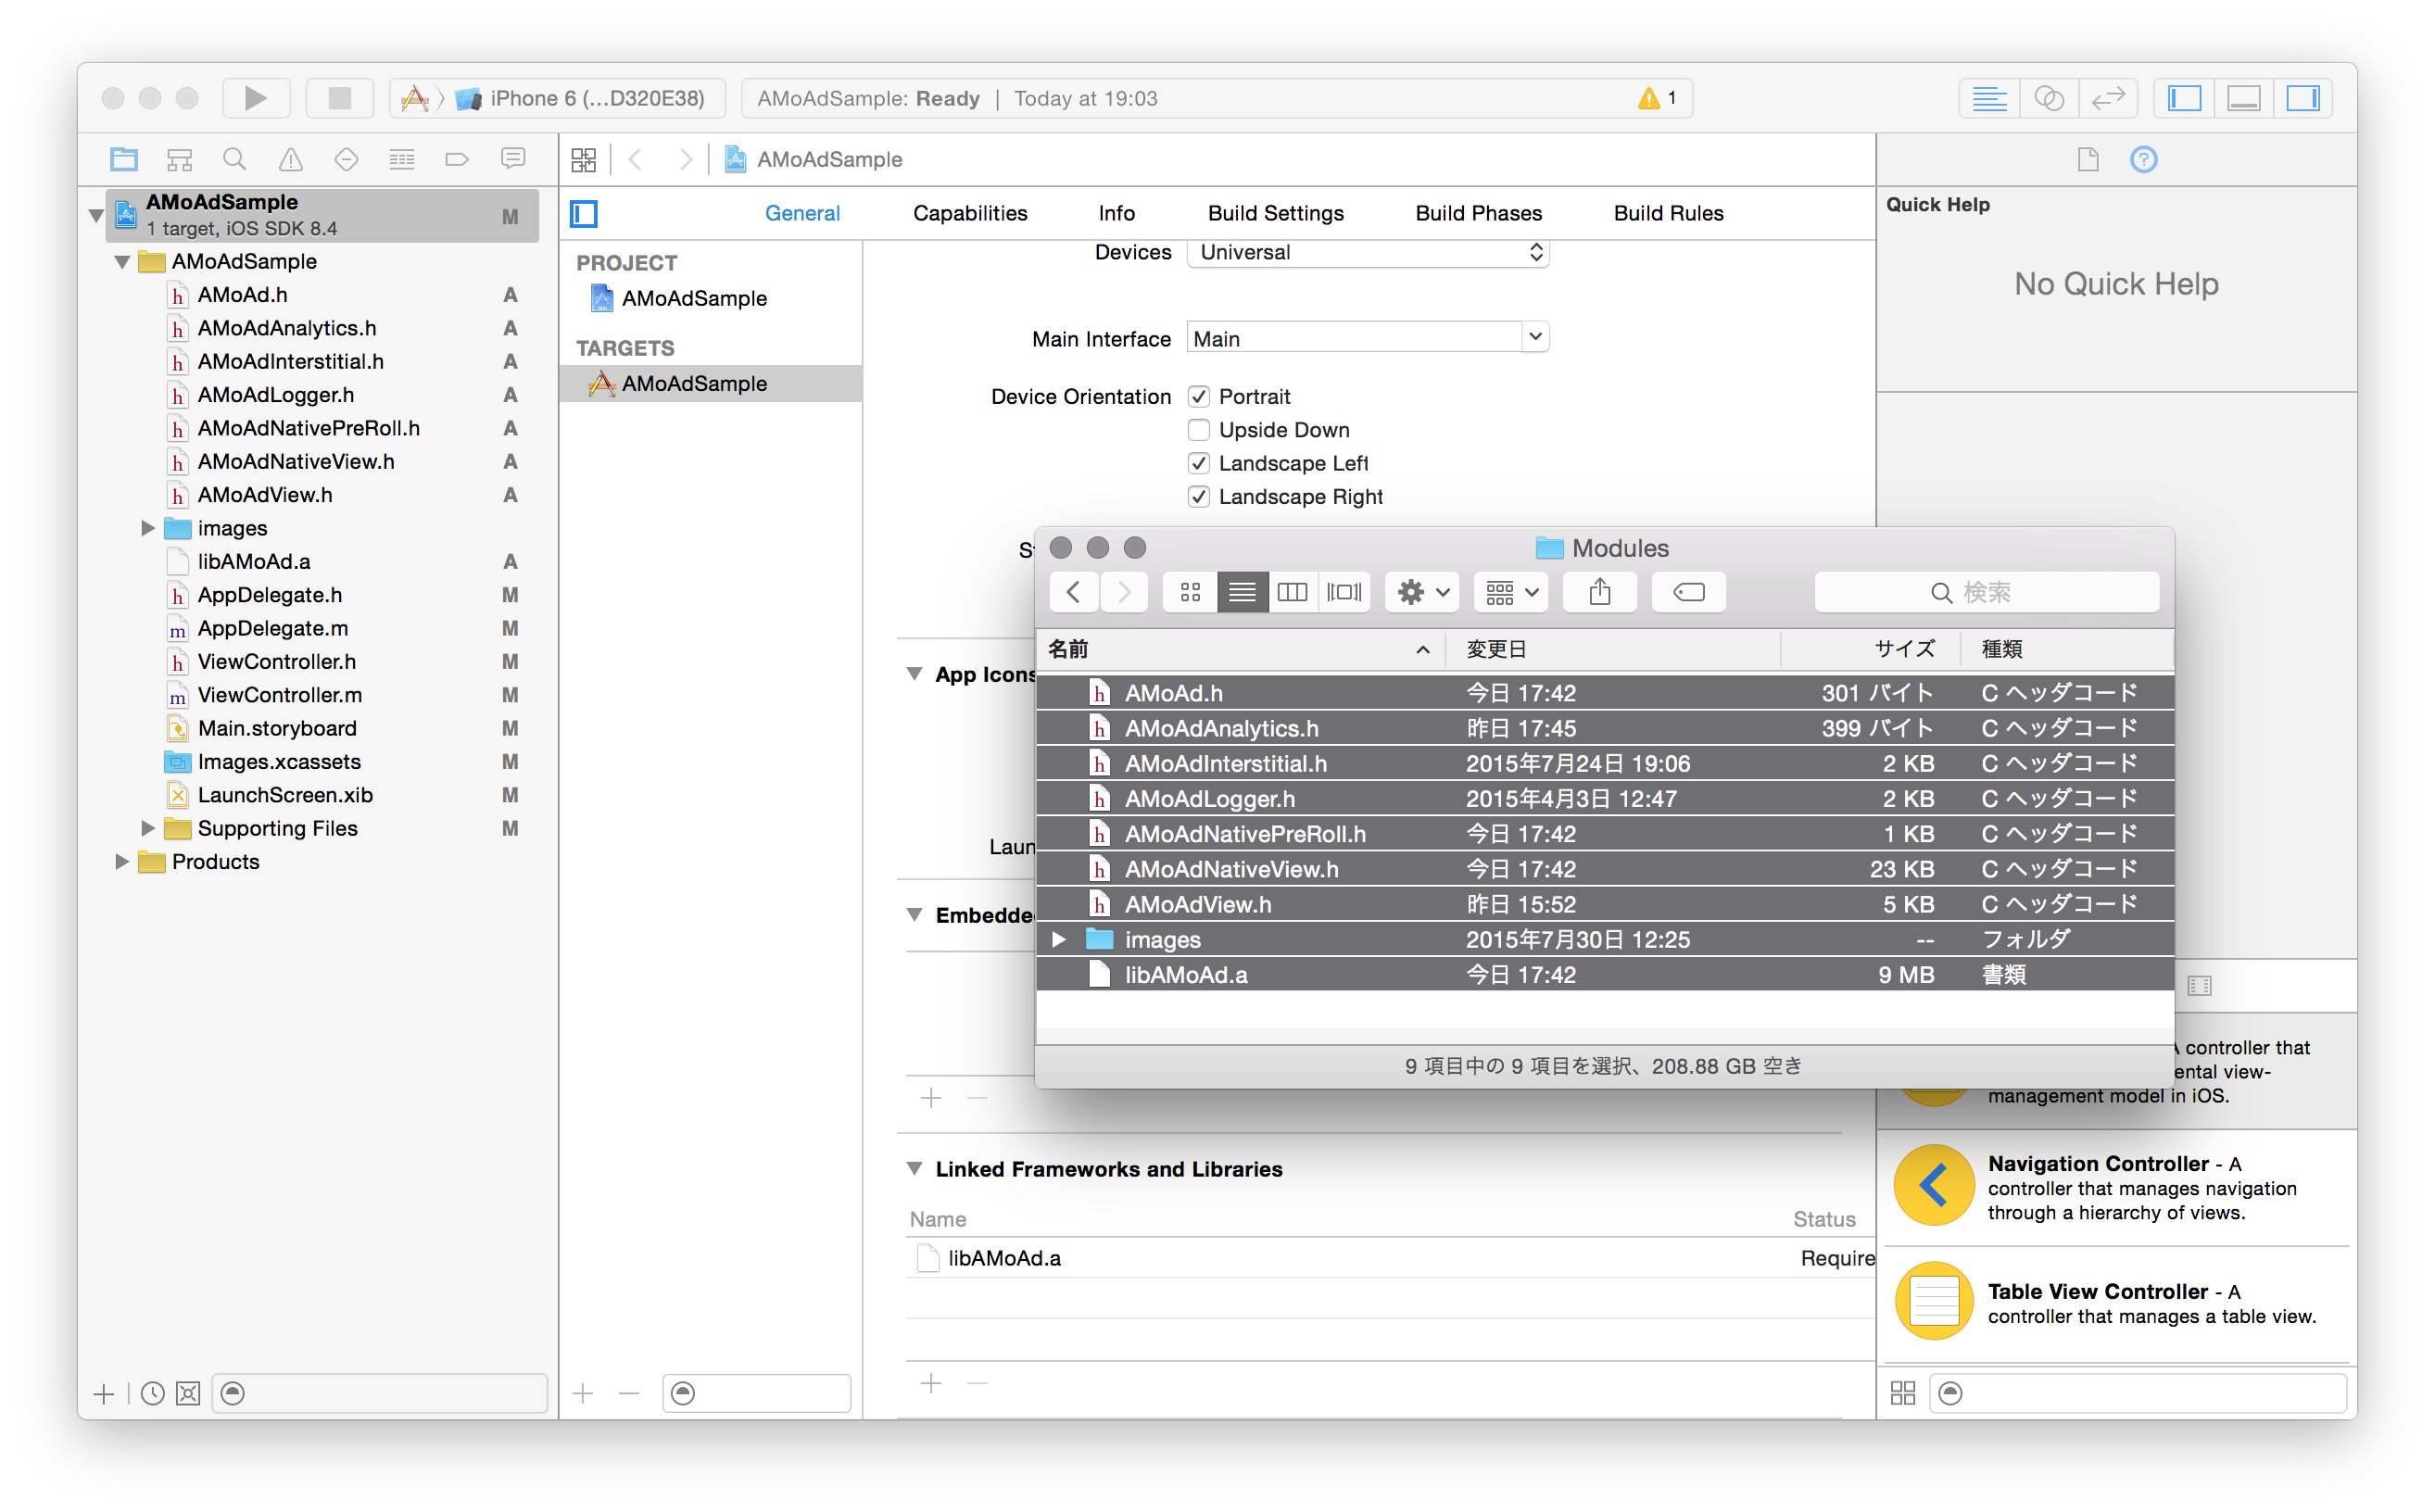 iPhone 6 (...D320E38)
AMoAdSample: Ready | Today at 19:03
1
AMoAdSample
1 target, iOS SDK 8.4
M
AMoAdSample
AMoAd.h A
AMoAdAnalytics.h A
AMoAdInterstitial.h A
AMoAdLogger.h A
AMoAdNativePreRoll.h A
AMoAdNativeView.h A
AMoAdView.h A
images
libAMoAd.a A
AppDelegate.h M
AppDelegate.m M
ViewController.h M
ViewController.m M
Main.storyboard M
Images.xcassets M
LaunchScreen.xib M
Supporting Files M
Products
AMoAdSample
General Capabilities Info Build Settings Build Phases Build Rules
PROJECT
AMoAdSample
TARGETS
AMoAdSample
Devices Universal
Main Interface Main
Device Orientation Portrait
Upside Down
Landscape Left
Landscape Right
App Icons
Laun
Embedde
Linked Frameworks and Libraries
Name Status
libAMoAd.a Require
Modules
検索
名前 変更日 サイズ 種類
AMoAd.h 今日 17:42 301 バイト C ヘッダコード
AMoAdAnalytics.h 昨日 17:45 399 バイト C ヘッダコード
AMoAdInterstitial.h 2015年7月24日 19:06 2 KB C ヘッダコード
AMoAdLogger.h 2015年4月3日 12:47 2 KB C ヘッダコード
AMoAdNativePreRoll.h 今日 17:42 1 KB C ヘッダコード
AMoAdNativeView.h 今日 17:42 23 KB C ヘッダコード
AMoAdView.h 昨日 15:52 5 KB C ヘッダコード
images 2015年7月30日 12:25 -- フォルダ
libAMoAd.a 今日 17:42 9 MB 書類
9 項目中の 9 項目を選択、208.88 GB 空き
Quick Help
No Quick Help
A controller that
ental view-
management model in iOS.
Navigation Controller - A
controller that manages navigation
through a hierarchy of views.
Table View Controller - A
controller that manages a table view.